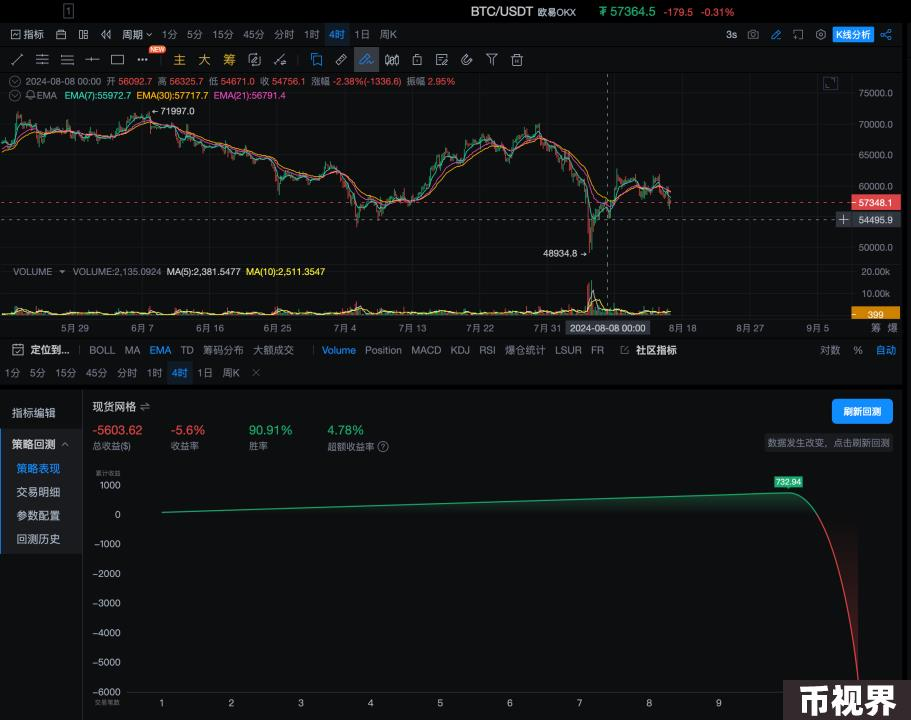 1
BTC/USDT 欧易OKX ₮ 57364.5 -179.5 -0.31%
指标 周期 1分 5分 15分 45分 分时 1时 4时 1日 周K 3s K线分析
NEW
主 大 筹
2024-08-08 00:00 开 56092.7 高 56325.7 低 54671.0 收 54756.1 涨幅 -2.38%(-1336.6) 振幅 2.95%
EMA EMA(7):55972.7 EMA(30):57717.7 EMA(21):56791.4
71997.0
75000.0
70000.0
65000.0
60000.0
57348.1
54495.9
50000.0
48934.8
VOLUME VOLUME:2,135.0924 MA(5):2,381.5477 MA(10):2,511.3547
20.00k
10.00k
399
5月 29 6月 7 6月 16 6月 25 7月 4 7月 13 7月 22 7月 31 2024-08-08 00:00 8月 18 8月 27 9月 5 筹 爆
定位到... BOLL MA EMA TD 筹码分布 大额成交 Volume Position MACD KDJ RSI 爆仓统计 LSUR FR 社区指标 对数 % 自动
1分 5分 15分 45分 分时 1时 4时 1日 周K
指标编辑
策略回测
策略表现
交易明细
参数配置
回测历史
现货网格
刷新回测
-5603.62 -5.6% 90.91% 4.78%
总收益($) 收益率 胜率 超额收益率
数据发生改变，点击刷新回测
累计收益
732.94
1000
0
-1000
-2000
-3000
-4000
-5000
-6000
交易笔数
1 2 3 4 5 6 7 8 9
币视界